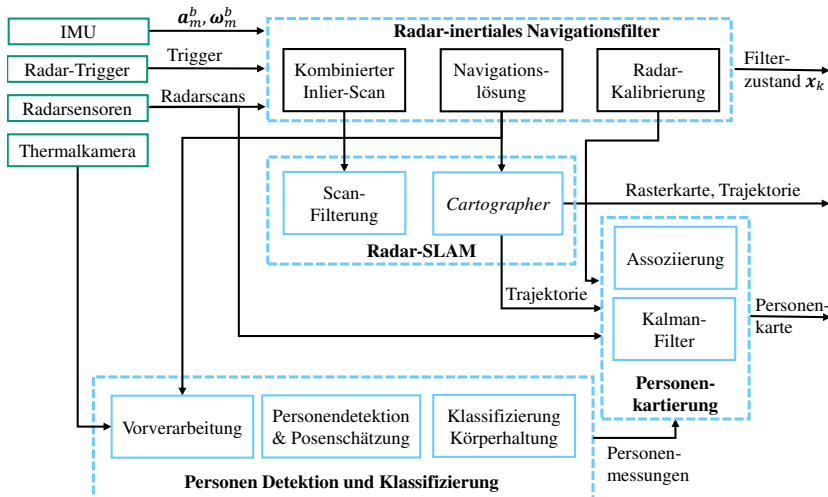 IMU
a_m^b, ω_m^b
Radar-Trigger
Trigger
Radarsensoren
Radarscans
Thermalkamera
Radar-inertiales Navigationsfilter
Kombinierter
Inlier-Scan
Navigations-
lösung
Radar-
Kalibrierung
Filter-
zustand x_k
Scan-
Filterung
Cartographer
Radar-SLAM
Rasterkarte, Trajektorie
Trajektorie
Assoziierung
Kalman-
Filter
Personen-
kartierung
Personen-
karte
Vorverarbeitung
Personendetektion
& Posenschätzung
Klassifizierung
Körperhaltung
Personen Detektion und Klassifizierung
Personen-
messungen